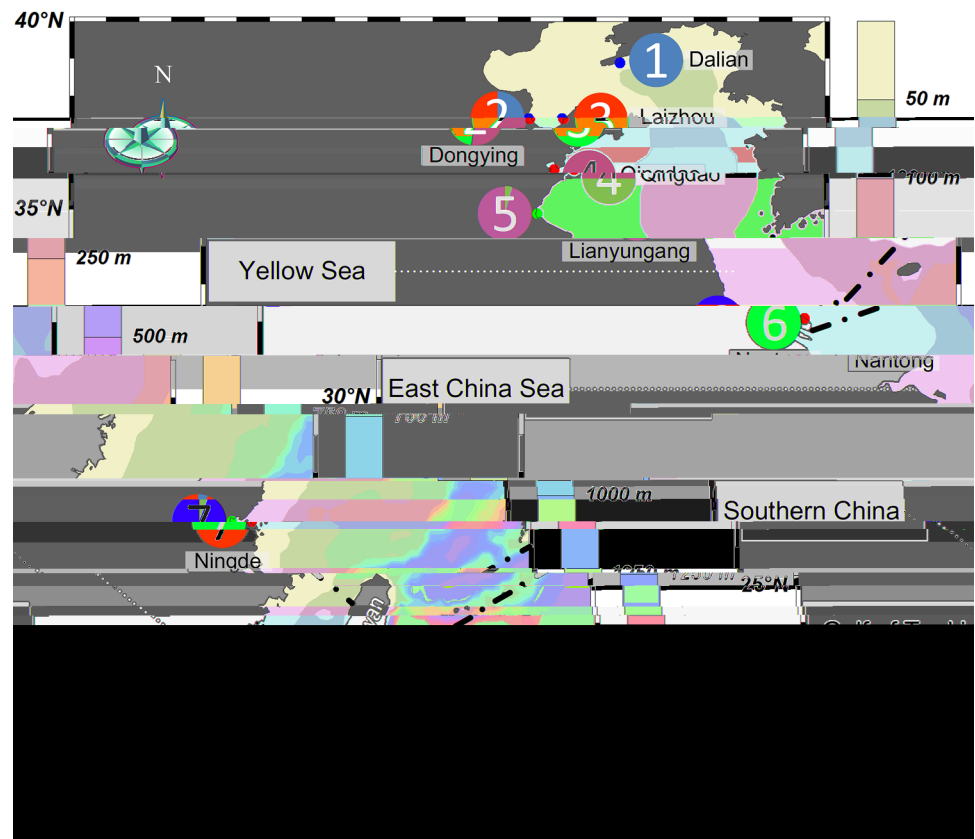 40°N
1
Dalian
N
50 m
2
3
Laizhou
Dongying
100 m
4
35°N
5
Lianyungang
250 m
Yellow Sea
6
500 m
Nantong
30°N
East China Sea
1000 m
Southern China
7
Ningde
25°N